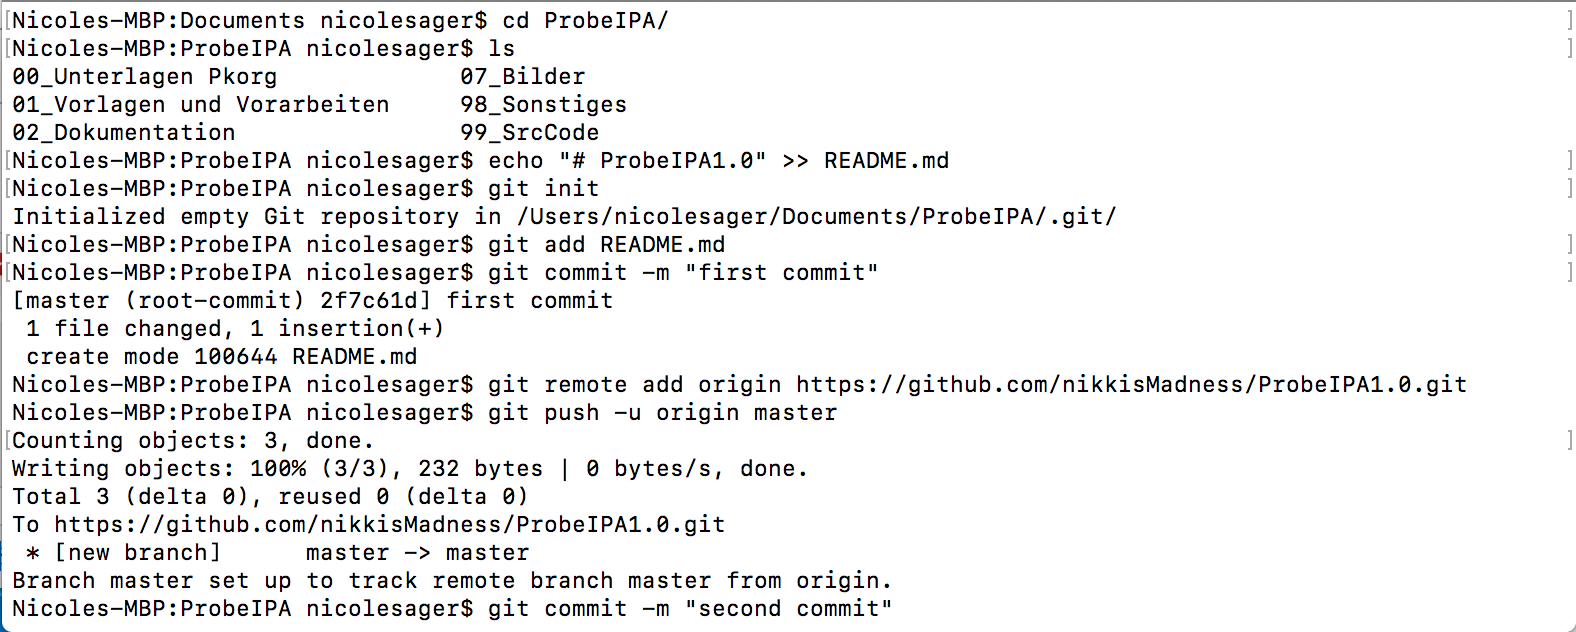 [Nicoles-MBP:Documents nicolesager$ cd ProbeIPA/ ]
[Nicoles-MBP:ProbeIPA nicolesager$ ls ]
00_Unterlagen Pkorg 07_Bilder
01_Vorlagen und Vorarbeiten 98_Sonstiges
02_Dokumentation 99_SrcCode
[Nicoles-MBP:ProbeIPA nicolesager$ echo "# ProbeIPA1.0" >> README.md ]
[Nicoles-MBP:ProbeIPA nicolesager$ git init ]
Initialized empty Git repository in /Users/nicolesager/Documents/ProbeIPA/.git/
[Nicoles-MBP:ProbeIPA nicolesager$ git add README.md ]
[Nicoles-MBP:ProbeIPA nicolesager$ git commit -m "first commit" ]
[master (root-commit) 2f7c61d] first commit
 1 file changed, 1 insertion(+)
 create mode 100644 README.md
Nicoles-MBP:ProbeIPA nicolesager$ git remote add origin https://github.com/nikkisMadness/ProbeIPA1.0.git
Nicoles-MBP:ProbeIPA nicolesager$ git push -u origin master
[Counting objects: 3, done. ]
Writing objects: 100% (3/3), 232 bytes | 0 bytes/s, done.
Total 3 (delta 0), reused 0 (delta 0)
To https://github.com/nikkisMadness/ProbeIPA1.0.git
 * [new branch] master -> master
Branch master set up to track remote branch master from origin.
Nicoles-MBP:ProbeIPA nicolesager$ git commit -m "second commit"